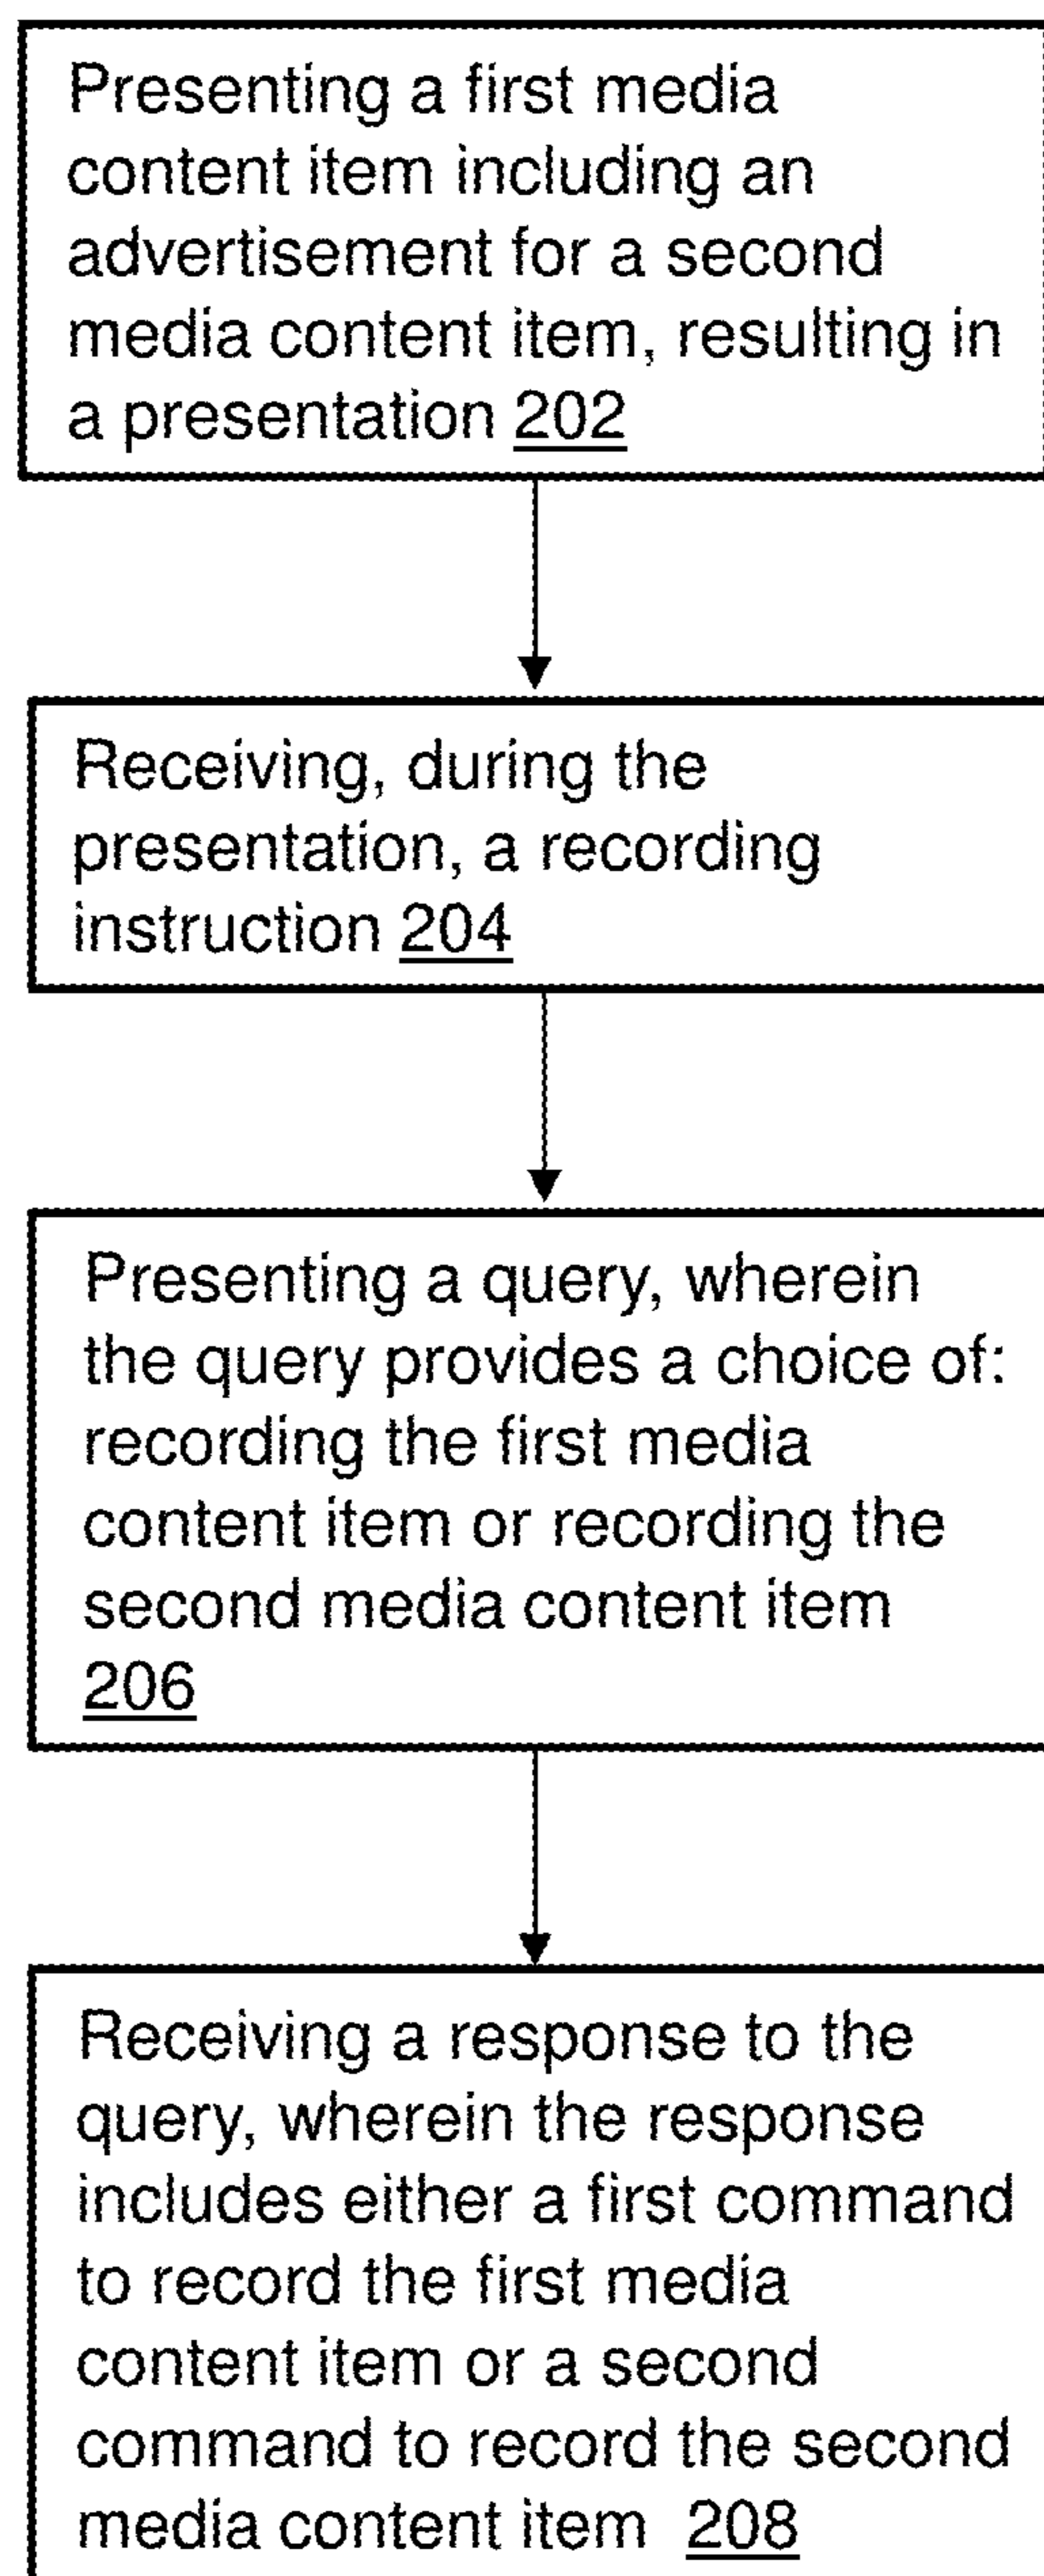 Presenting a first media
content item including an
advertisement for a second
media content item, resulting in
a presentation 202
Receiving, during the
presentation, a recording
instruction 204
Presenting a query, wherein
the query provides a choice of:
recording the first media
content item or recording the
second media content item
206
Receiving a response to the
query, wherein the response
includes either a first command
to record the first media
content item or a second
command to record the second
media content item 208